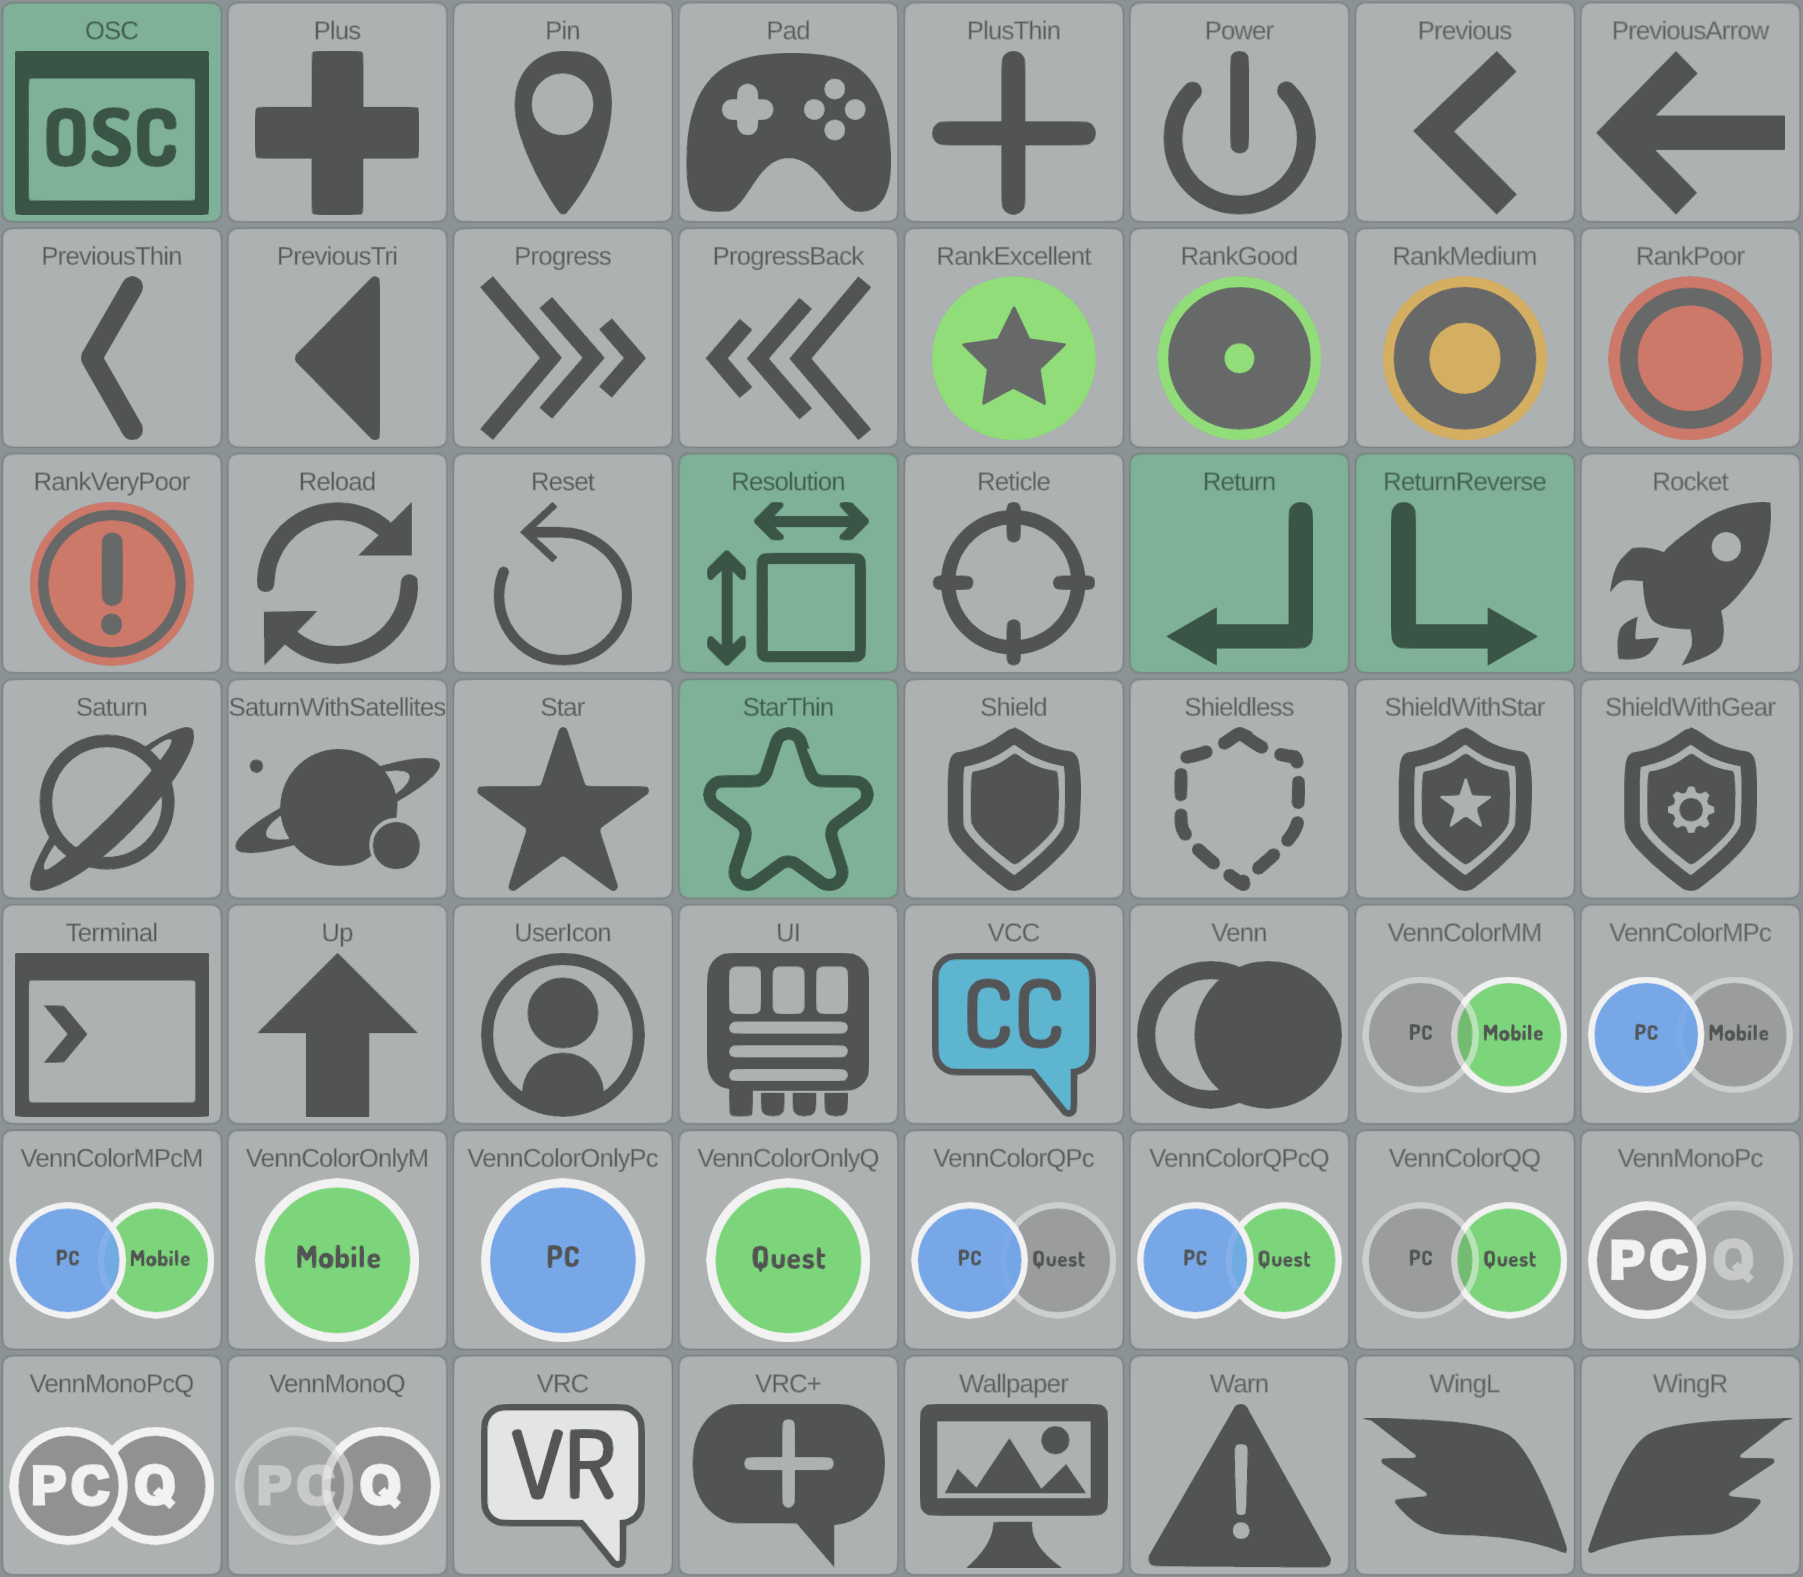 OSC Plus Pin Pad PlusThin Power Previous PreviousArrow
OSC
PreviousThin PreviousTri Progress ProgressBack RankExcellent RankGood RankMedium RankPoor
RankVeryPoor Reload Reset Resolution Reticle Return ReturnReverse Rocket
Saturn SaturnWithSatellites Star StarThin Shield Shieldless ShieldWithStar ShieldWithGear
Terminal Up UserIcon UI VCC Venn VennColorMM VennColorMPc
CC PC Mobile PC Mobile
VennColorMPcM VennColorOnlyM VennColorOnlyPc VennColorOnlyQ VennColorQPc VennColorQPcQ VennColorQQ VennMonoPc
PC Mobile Mobile PC Quest PC Quest PC Quest PC Quest PC Q
VennMonoPcQ VennMonoQ VRC VRC+ Wallpaper Warn WingL WingR
PC Q PC Q VR